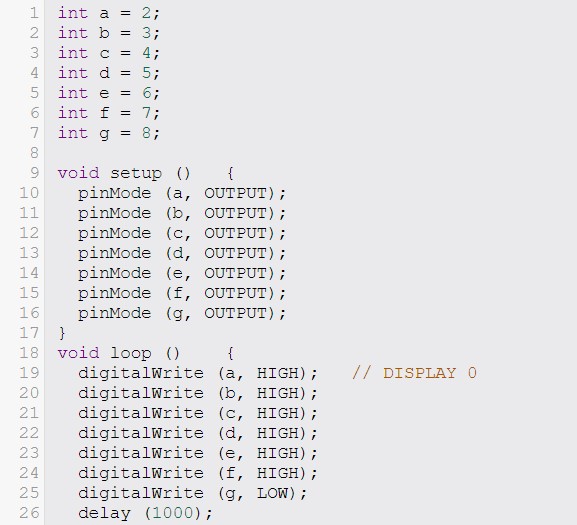 1 int a = 2;
2 int b = 3;
3 int c = 4;
4 int d = 5;
5 int e = 6;
6 int f = 7;
7 int g = 8;
8
9 void setup ()   {
10   pinMode (a, OUTPUT);
11   pinMode (b, OUTPUT);
12   pinMode (c, OUTPUT);
13   pinMode (d, OUTPUT);
14   pinMode (e, OUTPUT);
15   pinMode (f, OUTPUT);
16   pinMode (g, OUTPUT);
17 }
18 void loop ()    {
19   digitalWrite (a, HIGH);   // DISPLAY 0
20   digitalWrite (b, HIGH);
21   digitalWrite (c, HIGH);
22   digitalWrite (d, HIGH);
23   digitalWrite (e, HIGH);
24   digitalWrite (f, HIGH);
25   digitalWrite (g, LOW);
26   delay (1000);